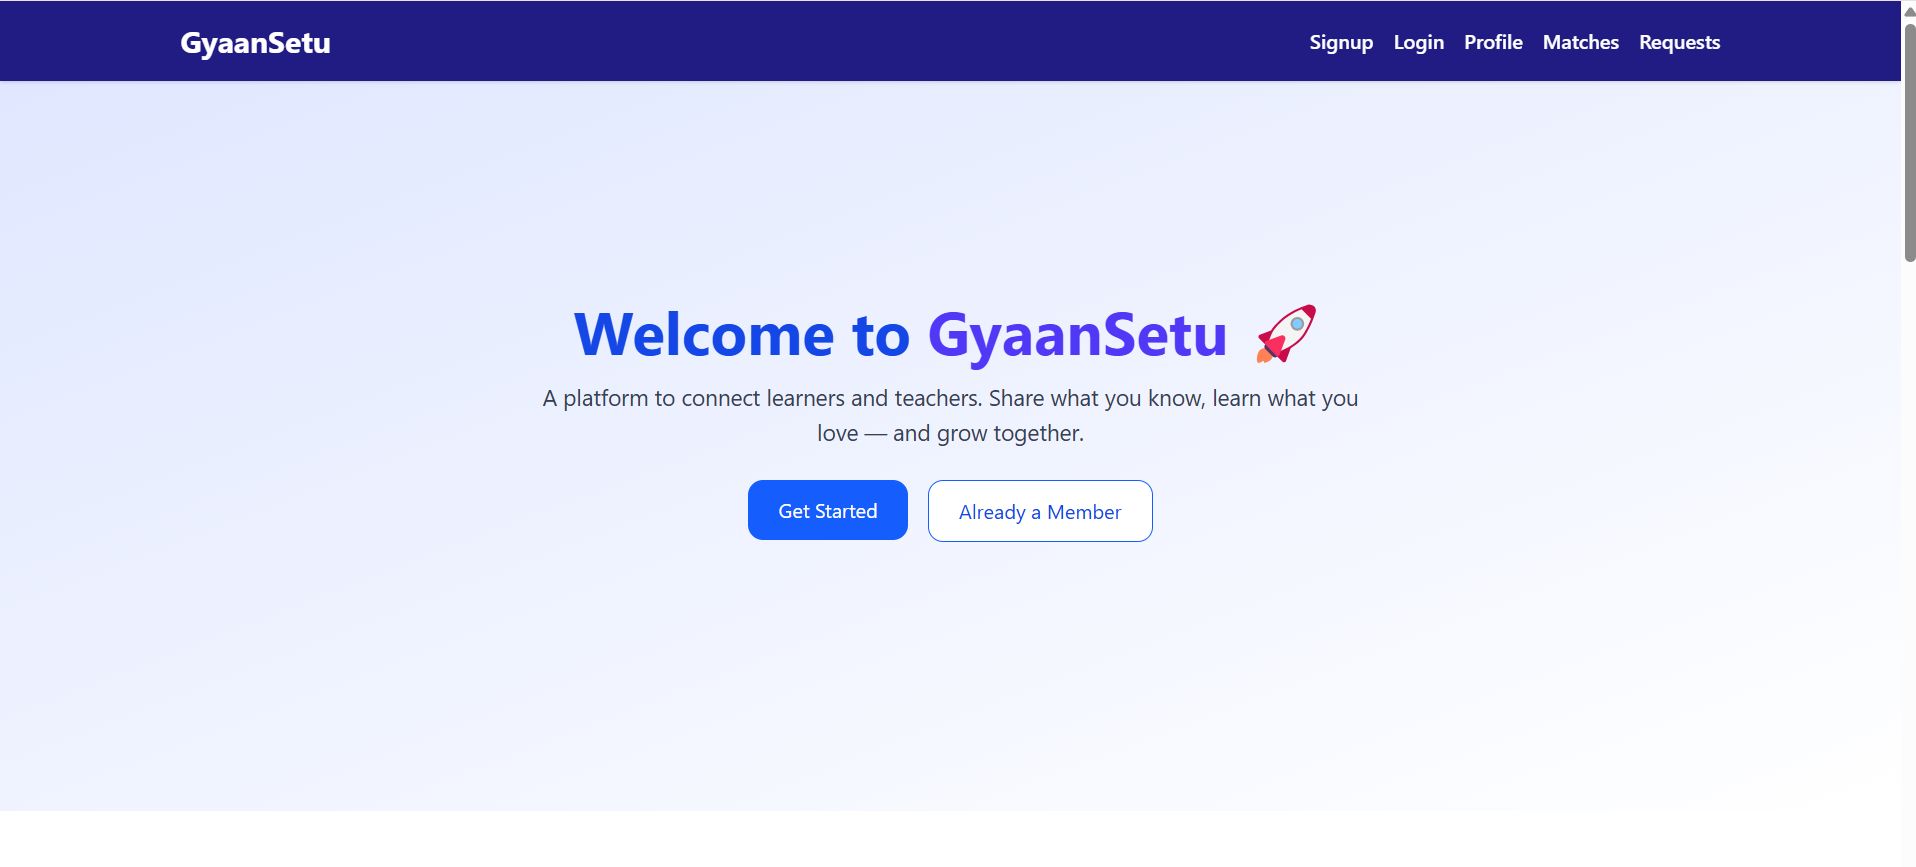 GyaanSetu
Signup Login Profile Matches Requests
Welcome to GyaanSetu 🚀
A platform to connect learners and teachers. Share what you know, learn what you
love — and grow together.
Get Started
Already a Member